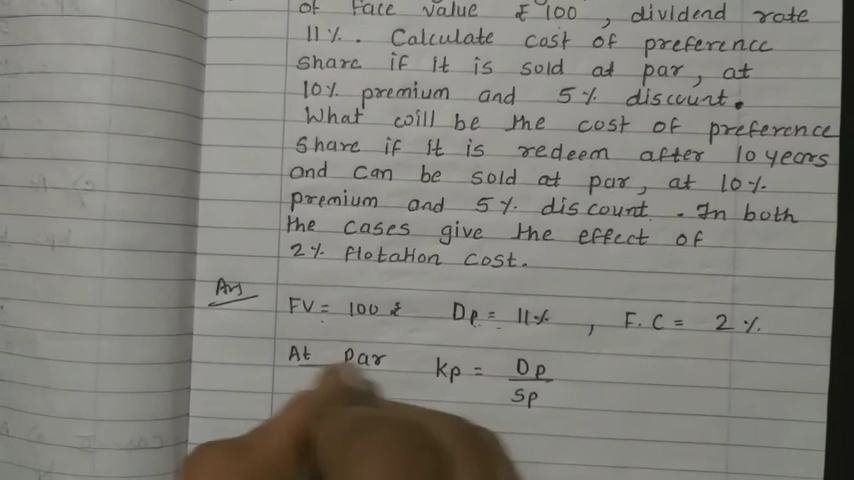 of Face value ₹ 100 , dividend rate
11% . Calculate cost of preference
share if it is sold at par, at
10% premium and 5% discount.
What will be the cost of preference
share if it is redeem after 10 years
and can be sold at par, at 10%
premium and 5% discount. In both
the cases give the effect of
2% flotation cost.
Ans
FV = 100 ₹ Dp = 11% , F.C = 2%.
At par Kp = Dp
Sp